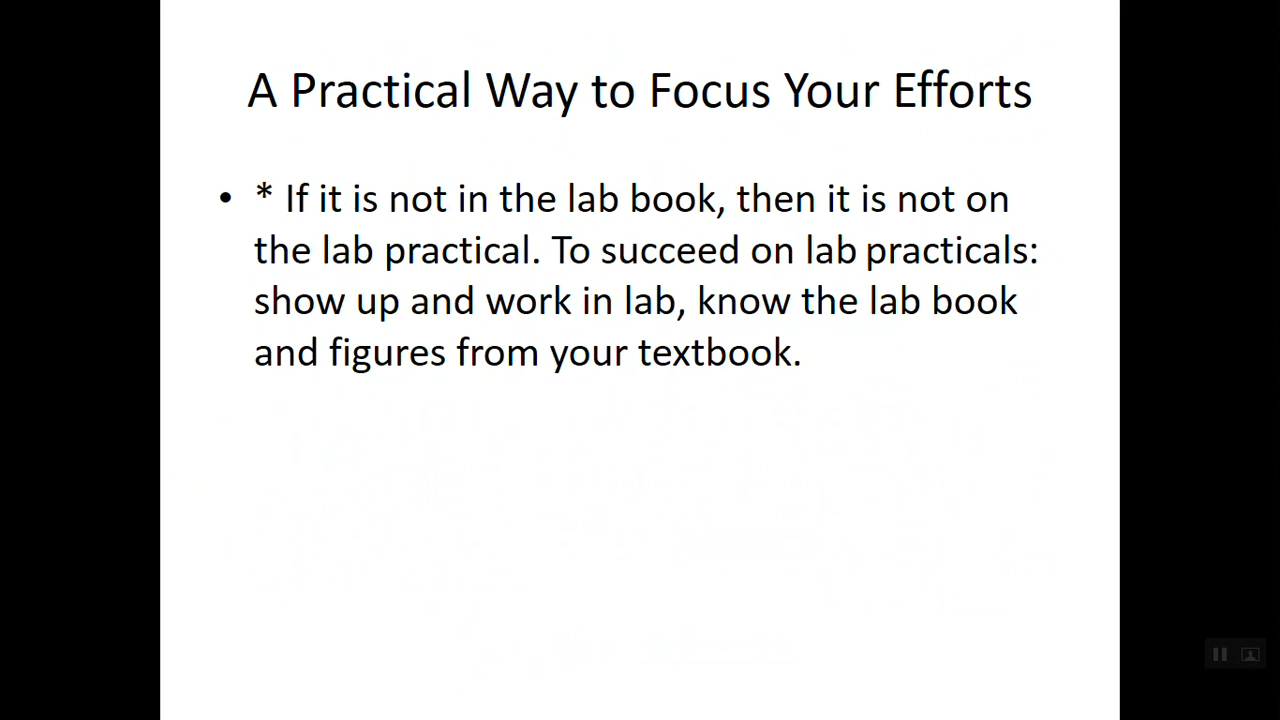 A Practical Way to Focus Your Efforts
• * If it is not in the lab book, then it is not on
the lab practical. To succeed on lab practicals:
show up and work in lab, know the lab book
and figures from your textbook.